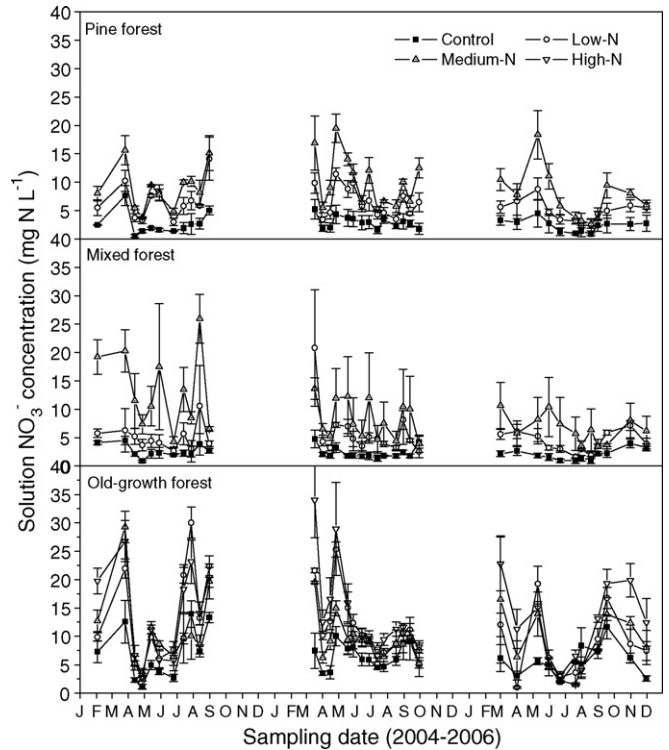 Solution NO3- concentration (mg N L-1)
40
35
30
25
20
15
10
5
40
35
30
25
20
15
10
5
40
35
30
25
20
15
10
5
0
Pine forest
Control
Low-N
Medium-N
High-N
Mixed forest
Old-growth forest
J F M A M J J A S O N D J FM A M J J A S O N D J FM A M J J A S O N D
Sampling date (2004-2006)